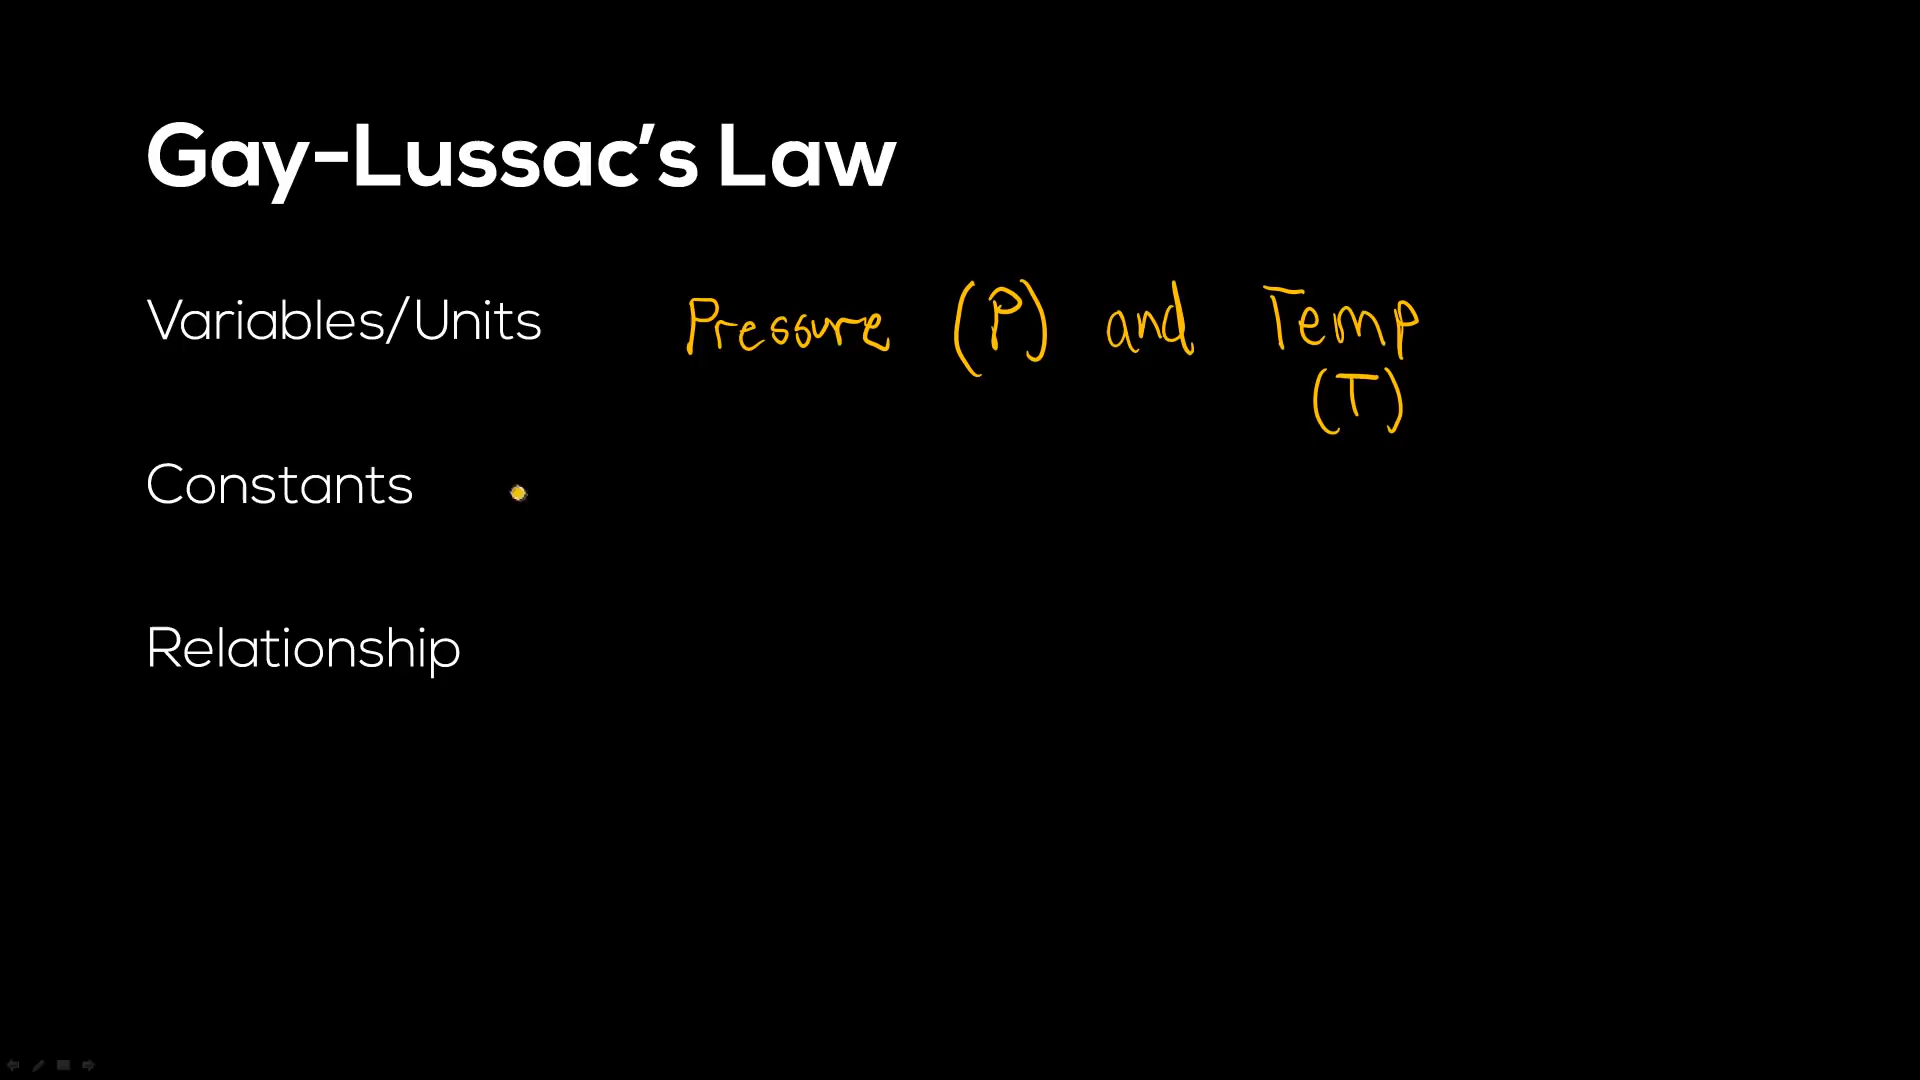 Gay-Lussac’s Law
Variables/Units Pressure (P) and Temp
(T)
Constants
Relationship